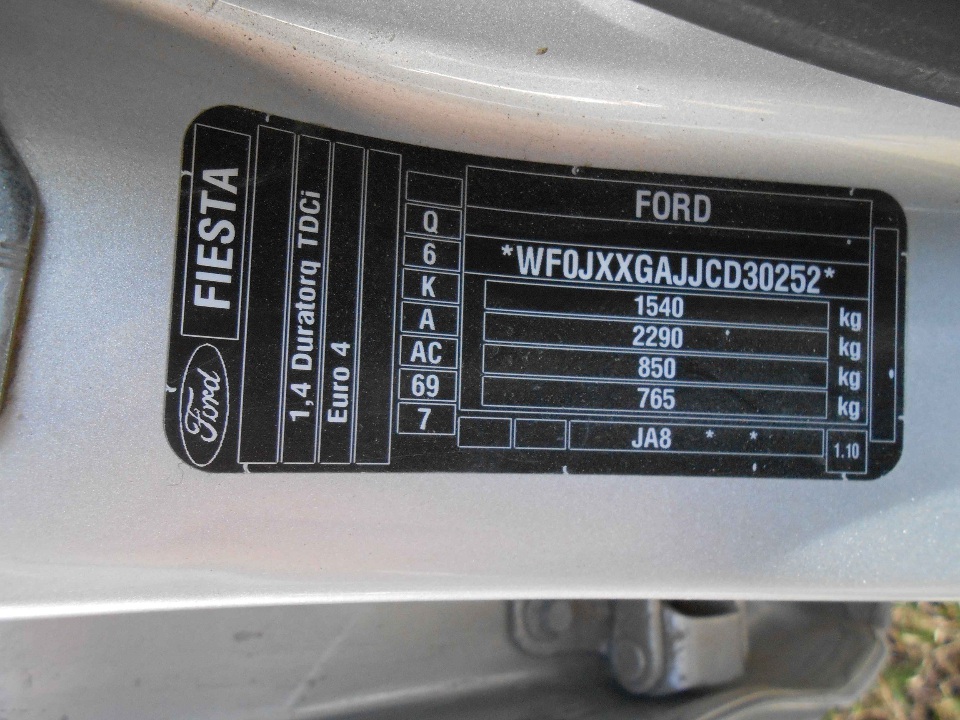 FIESTA
Ford
1,4 Duratorq TDCi
Euro 4
Q
6
K
A
AC
69
7
FORD
*WF0JXXGAJJCD30252*
1540 kg
2290 kg
850 kg
765 kg
JA8 * *
1.10